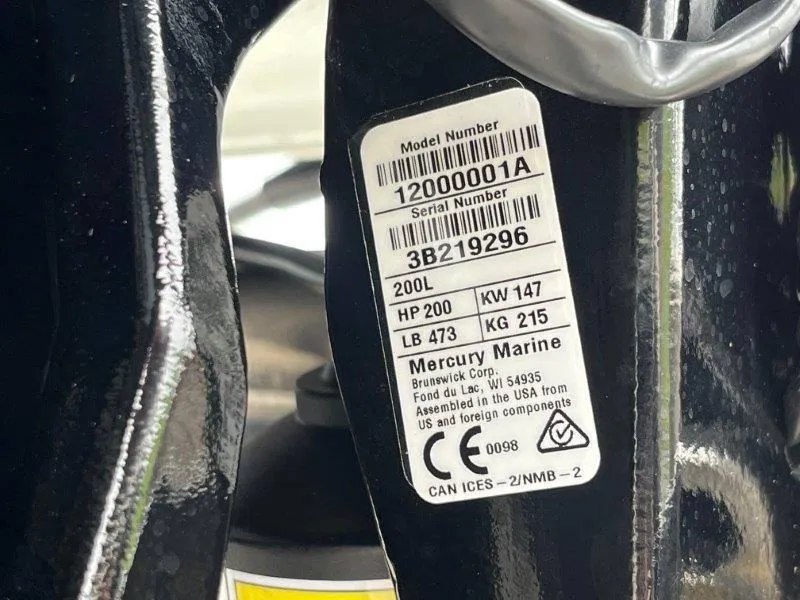 Model Number
12000001A
Serial Number
3B219296
200L
HP 200 KW 147
LB 473 KG 215
Mercury Marine
Brunswick Corp.
Fond du Lac, WI 54935
Assembled in the USA from
US and foreign components
CE 0098
CAN ICES-2/NMB-2